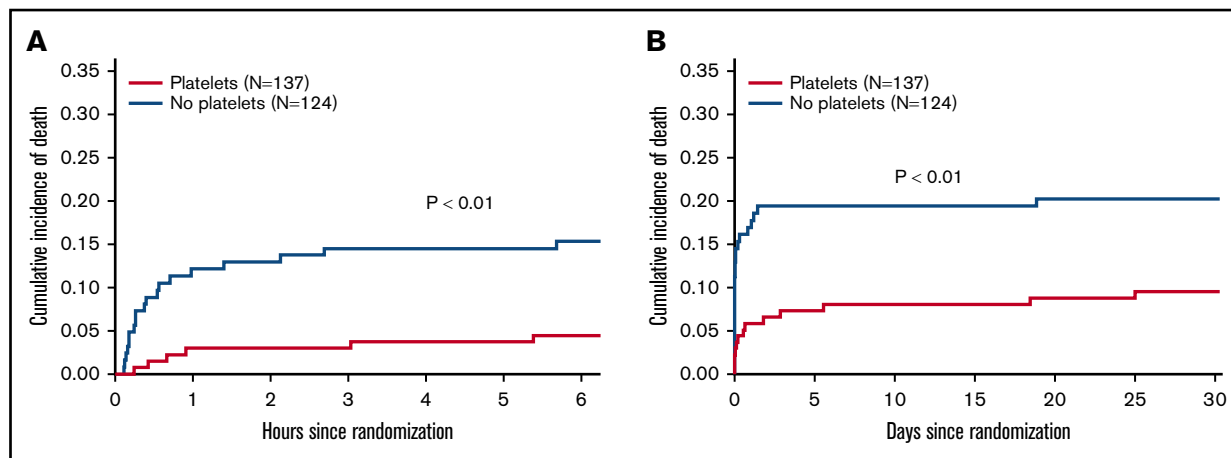 A
Cumulative incidence of death
0.35
0.30
0.25
0.20
0.15
0.10
0.05
0.00
Platelets (N=137)
No platelets (N=124)
P < 0.01
0 1 2 3 4 5 6
Hours since randomization
B
Cumulative incidence of death
0.35
0.30
0.25
0.20
0.15
0.10
0.05
0.00
Platelets (N=137)
No platelets (N=124)
P < 0.01
0 5 10 15 20 25 30
Days since randomization